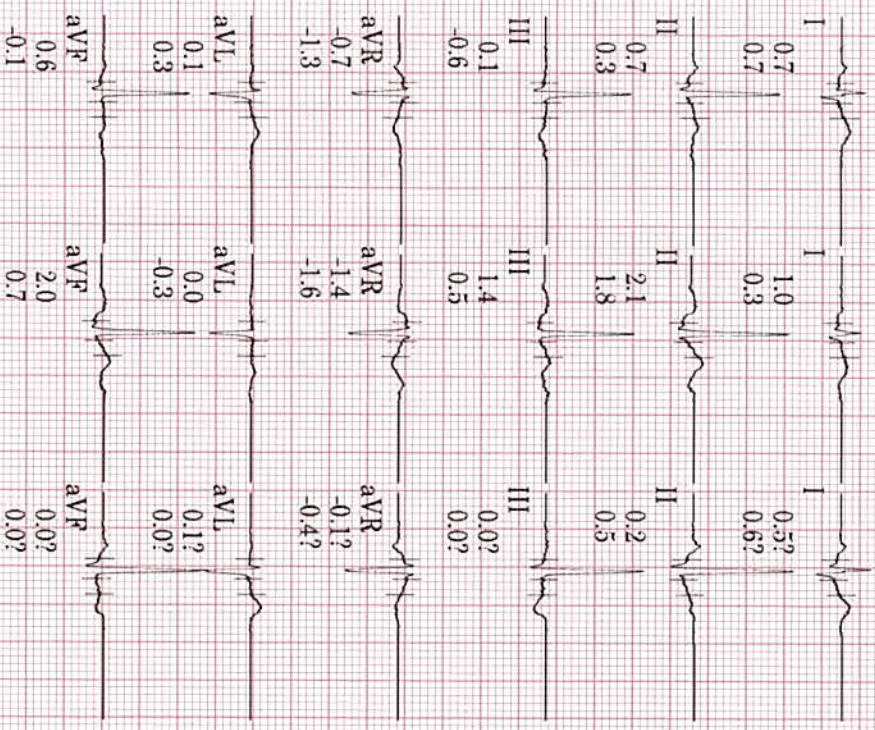 I I I
0.7 1.0 0.5?
0.7 0.3 0.6?
II II II
0.7 2.1 0.2
0.3 1.8 0.5
III III III
0.1 1.4 0.0?
-0.6 0.5 0.0?
aVR aVR aVR
-0.7 -1.4 -0.1?
-1.3 -1.6 -0.4?
aVL aVL aVL
0.1 0.0 0.1?
0.3 -0.3 0.0?
aVF aVF aVF
0.6 2.0 0.0?
-0.1 0.7 0.0?